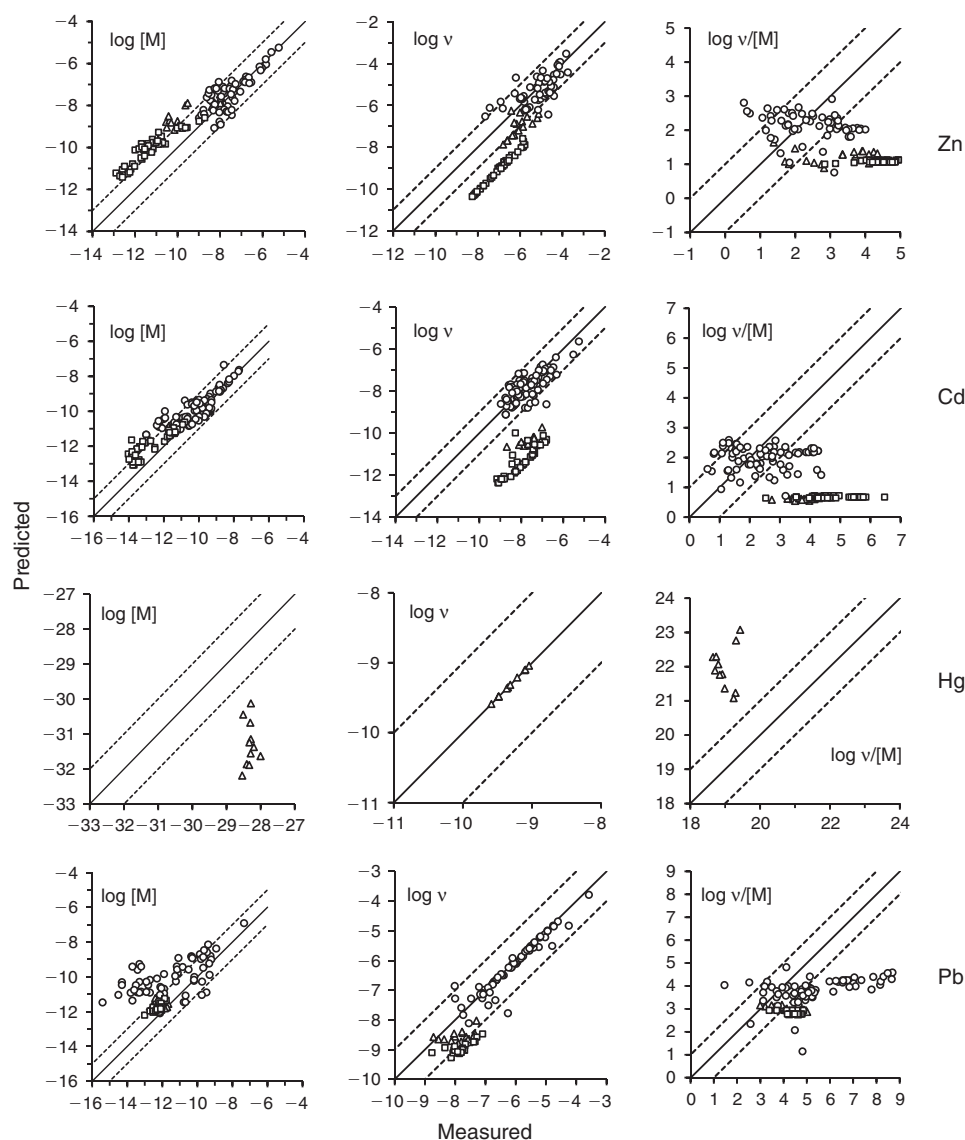 Predicted
log [M]
−4
−6
−8
−10
−12
−14
−14 −12 −10 −8 −6 −4
log ν
−2
−4
−6
−8
−10
−12
−12 −10 −8 −6 −4 −2
log ν/[M]
5
4
3
2
1
0
−1
−1 0 1 2 3 4 5
Zn
log [M]
−4
−6
−8
−10
−12
−14
−16
−16 −14 −12 −10 −8 −6 −4
log ν
−4
−6
−8
−10
−12
−14
−14 −12 −10 −8 −6 −4
log ν/[M]
7
6
5
4
3
2
1
0
0 1 2 3 4 5 6 7
Cd
log [M]
−27
−28
−29
−30
−31
−32
−33
−33 −32 −31 −30 −29 −28 −27
log ν
−8
−9
−10
−11
−11 −10 −9 −8
24
23
22
21
20
19
18
log ν/[M]
18 20 22 24
Hg
log [M]
−4
−6
−8
−10
−12
−14
−16
−16 −14 −12 −10 −8 −6 −4
log ν
−3
−4
−5
−6
−7
−8
−9
−10
−10 −9 −8 −7 −6 −5 −4 −3
log ν/[M]
9
8
7
6
5
4
3
2
1
0
0 1 2 3 4 5 6 7 8 9
Pb
Measured